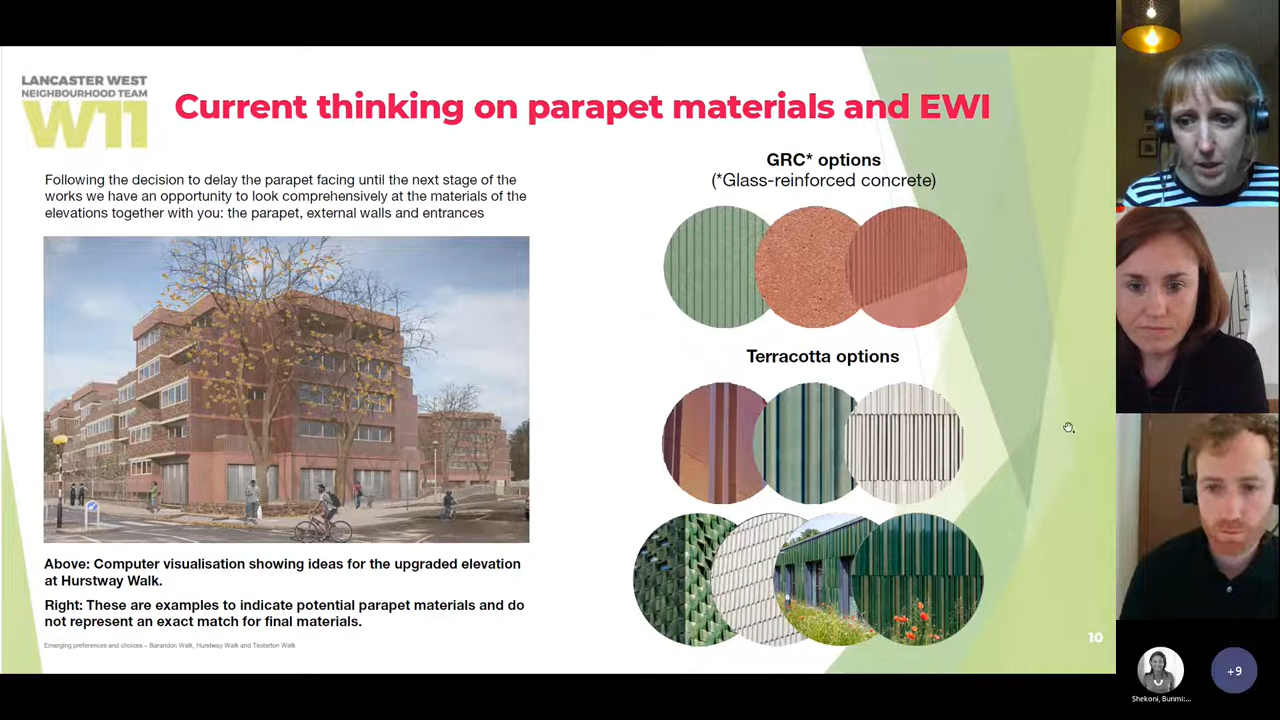 LANCASTER WEST
NEIGHBOURHOOD TEAM
W11
Current thinking on parapet materials and EWI
Following the decision to delay the parapet facing until the next stage of the
works we have an opportunity to look comprehensively at the materials of the
elevations together with you: the parapet, external walls and entrances
Above: Computer visualisation showing ideas for the upgraded elevation
at Hurstway Walk.
Right: These are examples to indicate potential parapet materials and do
not represent an exact match for final materials.
Emerging preferences and choices – Barandon Walk, Hurstway Walk and Testerton Walk
GRC* options
(*Glass-reinforced concrete)
Terracotta options
10
Shekoni, Bunmi:...
+9